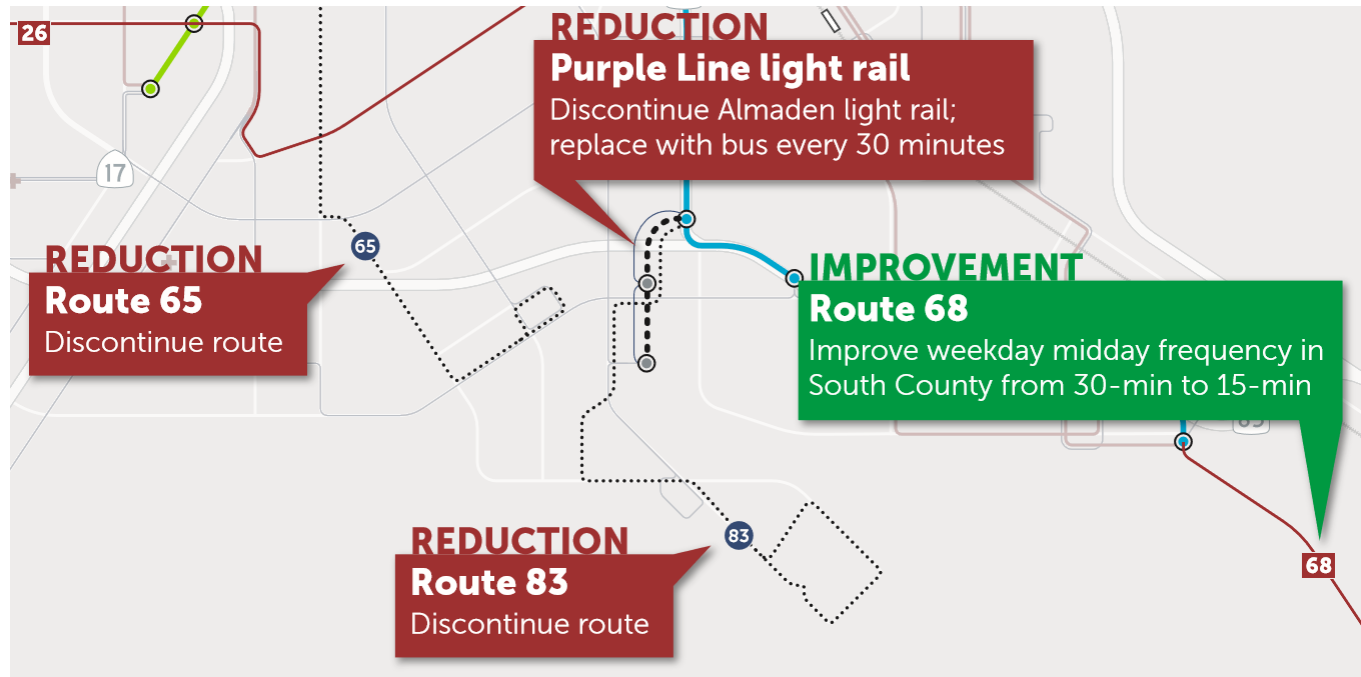 26
REDUCTION
Purple Line light rail
Discontinue Almaden light rail;
replace with bus every 30 minutes
17
REDUCTION
Route 65
Discontinue route
65
IMPROVEMENT
Route 68
Improve weekday midday frequency in
South County from 30-min to 15-min
REDUCTION
Route 83
Discontinue route
83
68